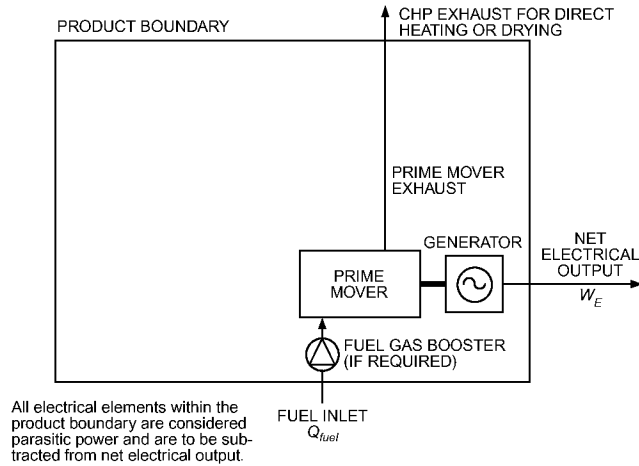 PRODUCT BOUNDARY
CHP EXHAUST FOR DIRECT
HEATING OR DRYING
PRIME MOVER
EXHAUST
GENERATOR
NET
ELECTRICAL
OUTPUT
W_E
PRIME
MOVER
FUEL GAS BOOSTER
(IF REQUIRED)
FUEL INLET
Q_fuel
All electrical elements within the
product boundary are considered
parasitic power and are to be sub-
tracted from net electrical output.